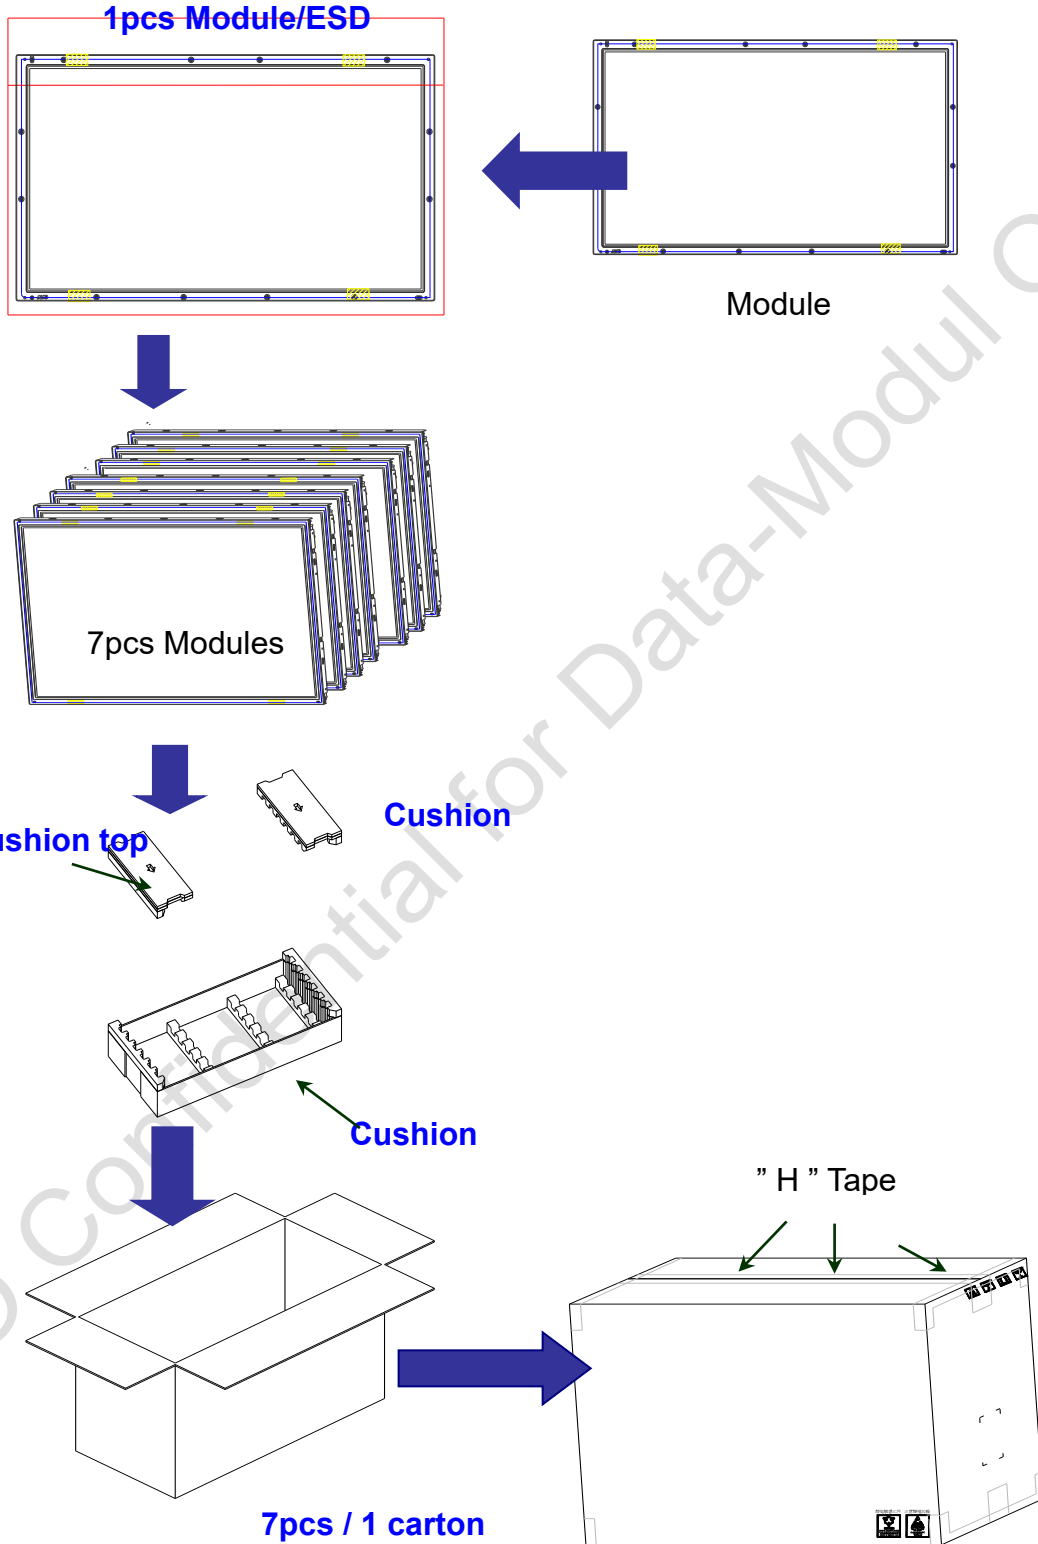 1pcs Module/ESD
Module
7pcs Modules
Cushion
ushion top
Cushion
” H ” Tape
7pcs / 1 carton
Confidential for Data-Modul